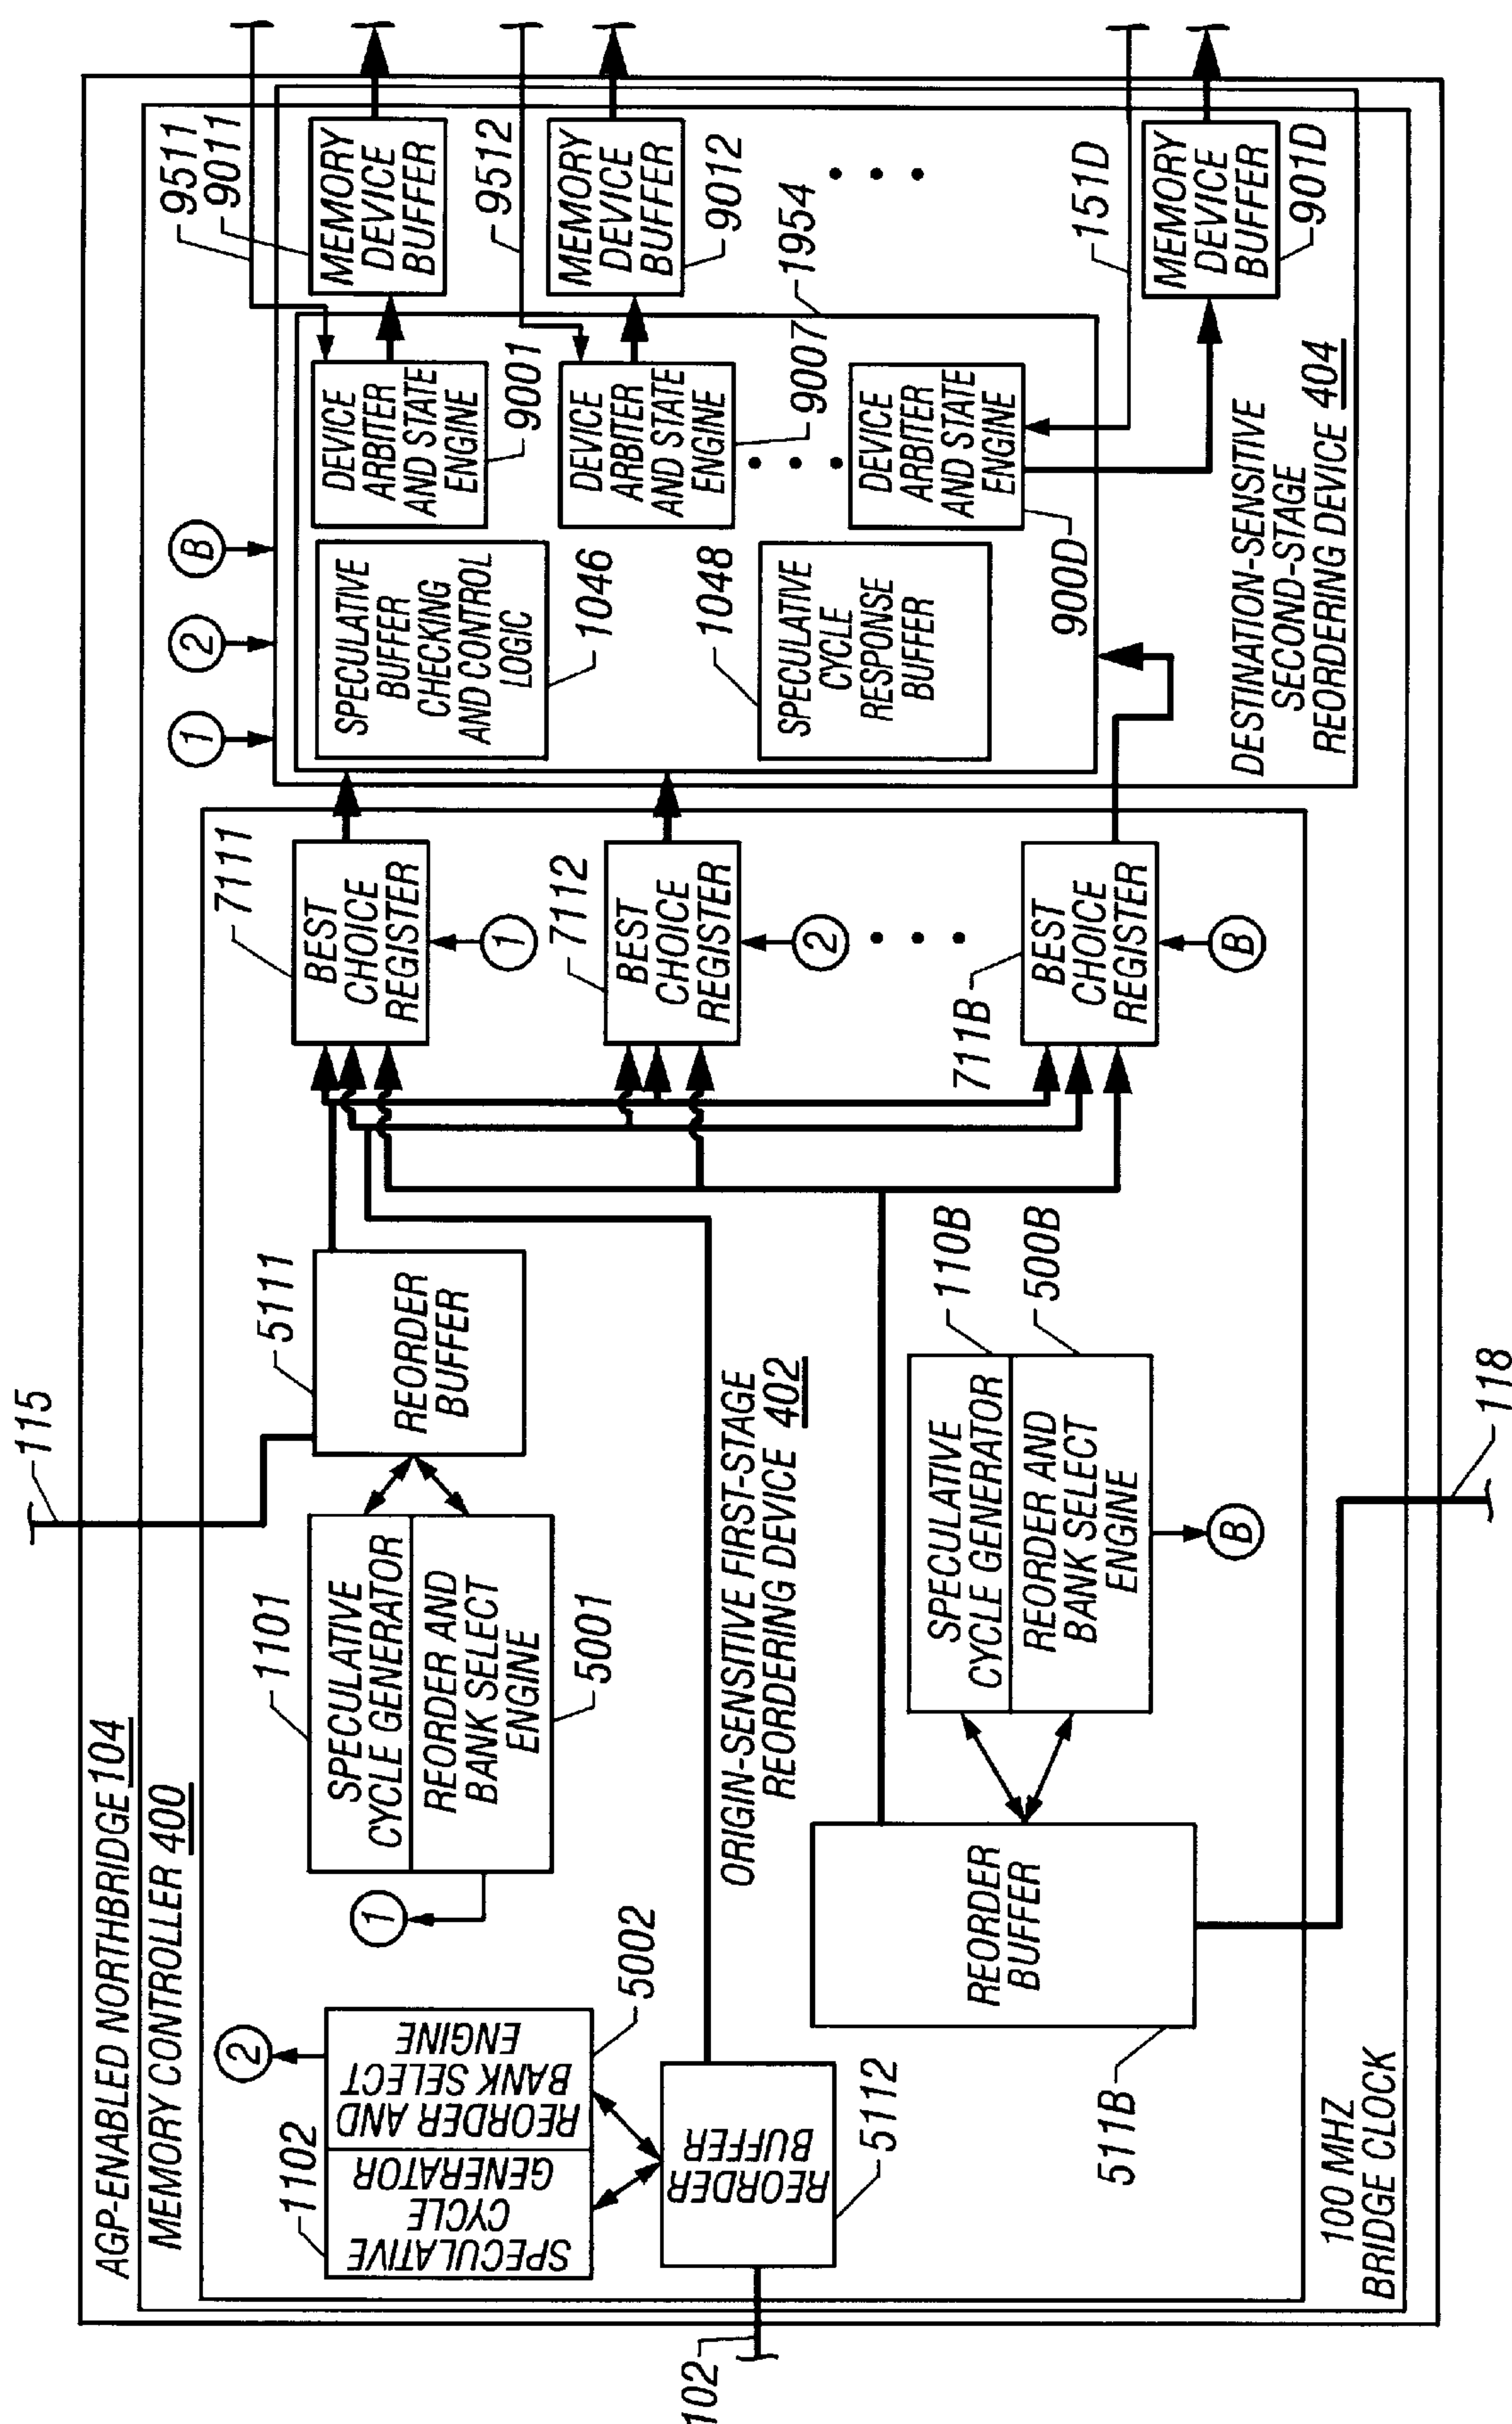 AGP-ENABLED NORTHBRIDGE 104
MEMORY CONTROLLER 400
115
1102
SPECULATIVE
CYCLE
GENERATOR
REORDER AND
BANK SELECT
ENGINE
5002
2
102
REORDER
BUFFER
5112
1101
SPECULATIVE
CYCLE GENERATOR
REORDER AND
BANK SELECT
ENGINE
5001
1
5111
REORDER
BUFFER
ORIGIN-SENSITIVE FIRST-STAGE
REORDERING DEVICE 402
REORDER
BUFFER
511B
SPECULATIVE
CYCLE GENERATOR
REORDER AND
BANK SELECT
ENGINE
110B
500B
B
118
100 MHZ
BRIDGE CLOCK
7111
BEST
CHOICE
REGISTER
1
7112
BEST
CHOICE
REGISTER
2
711B
BEST
CHOICE
REGISTER
B
1
2
B
SPECULATIVE
BUFFER
CHECKING
AND CONTROL
LOGIC
1046
1048
SPECULATIVE
CYCLE
RESPONSE
BUFFER
DEVICE
ARBITER
AND STATE
ENGINE
9001
DEVICE
ARBITER
AND STATE
ENGINE
9007
DEVICE
ARBITER
AND STATE
ENGINE
900D
1954
9511
9011
MEMORY
DEVICE
BUFFER
9512
MEMORY
DEVICE
BUFFER
9012
151D
MEMORY
DEVICE
BUFFER
901D
DESTINATION-SENSITIVE
SECOND-STAGE
REORDERING DEVICE 404